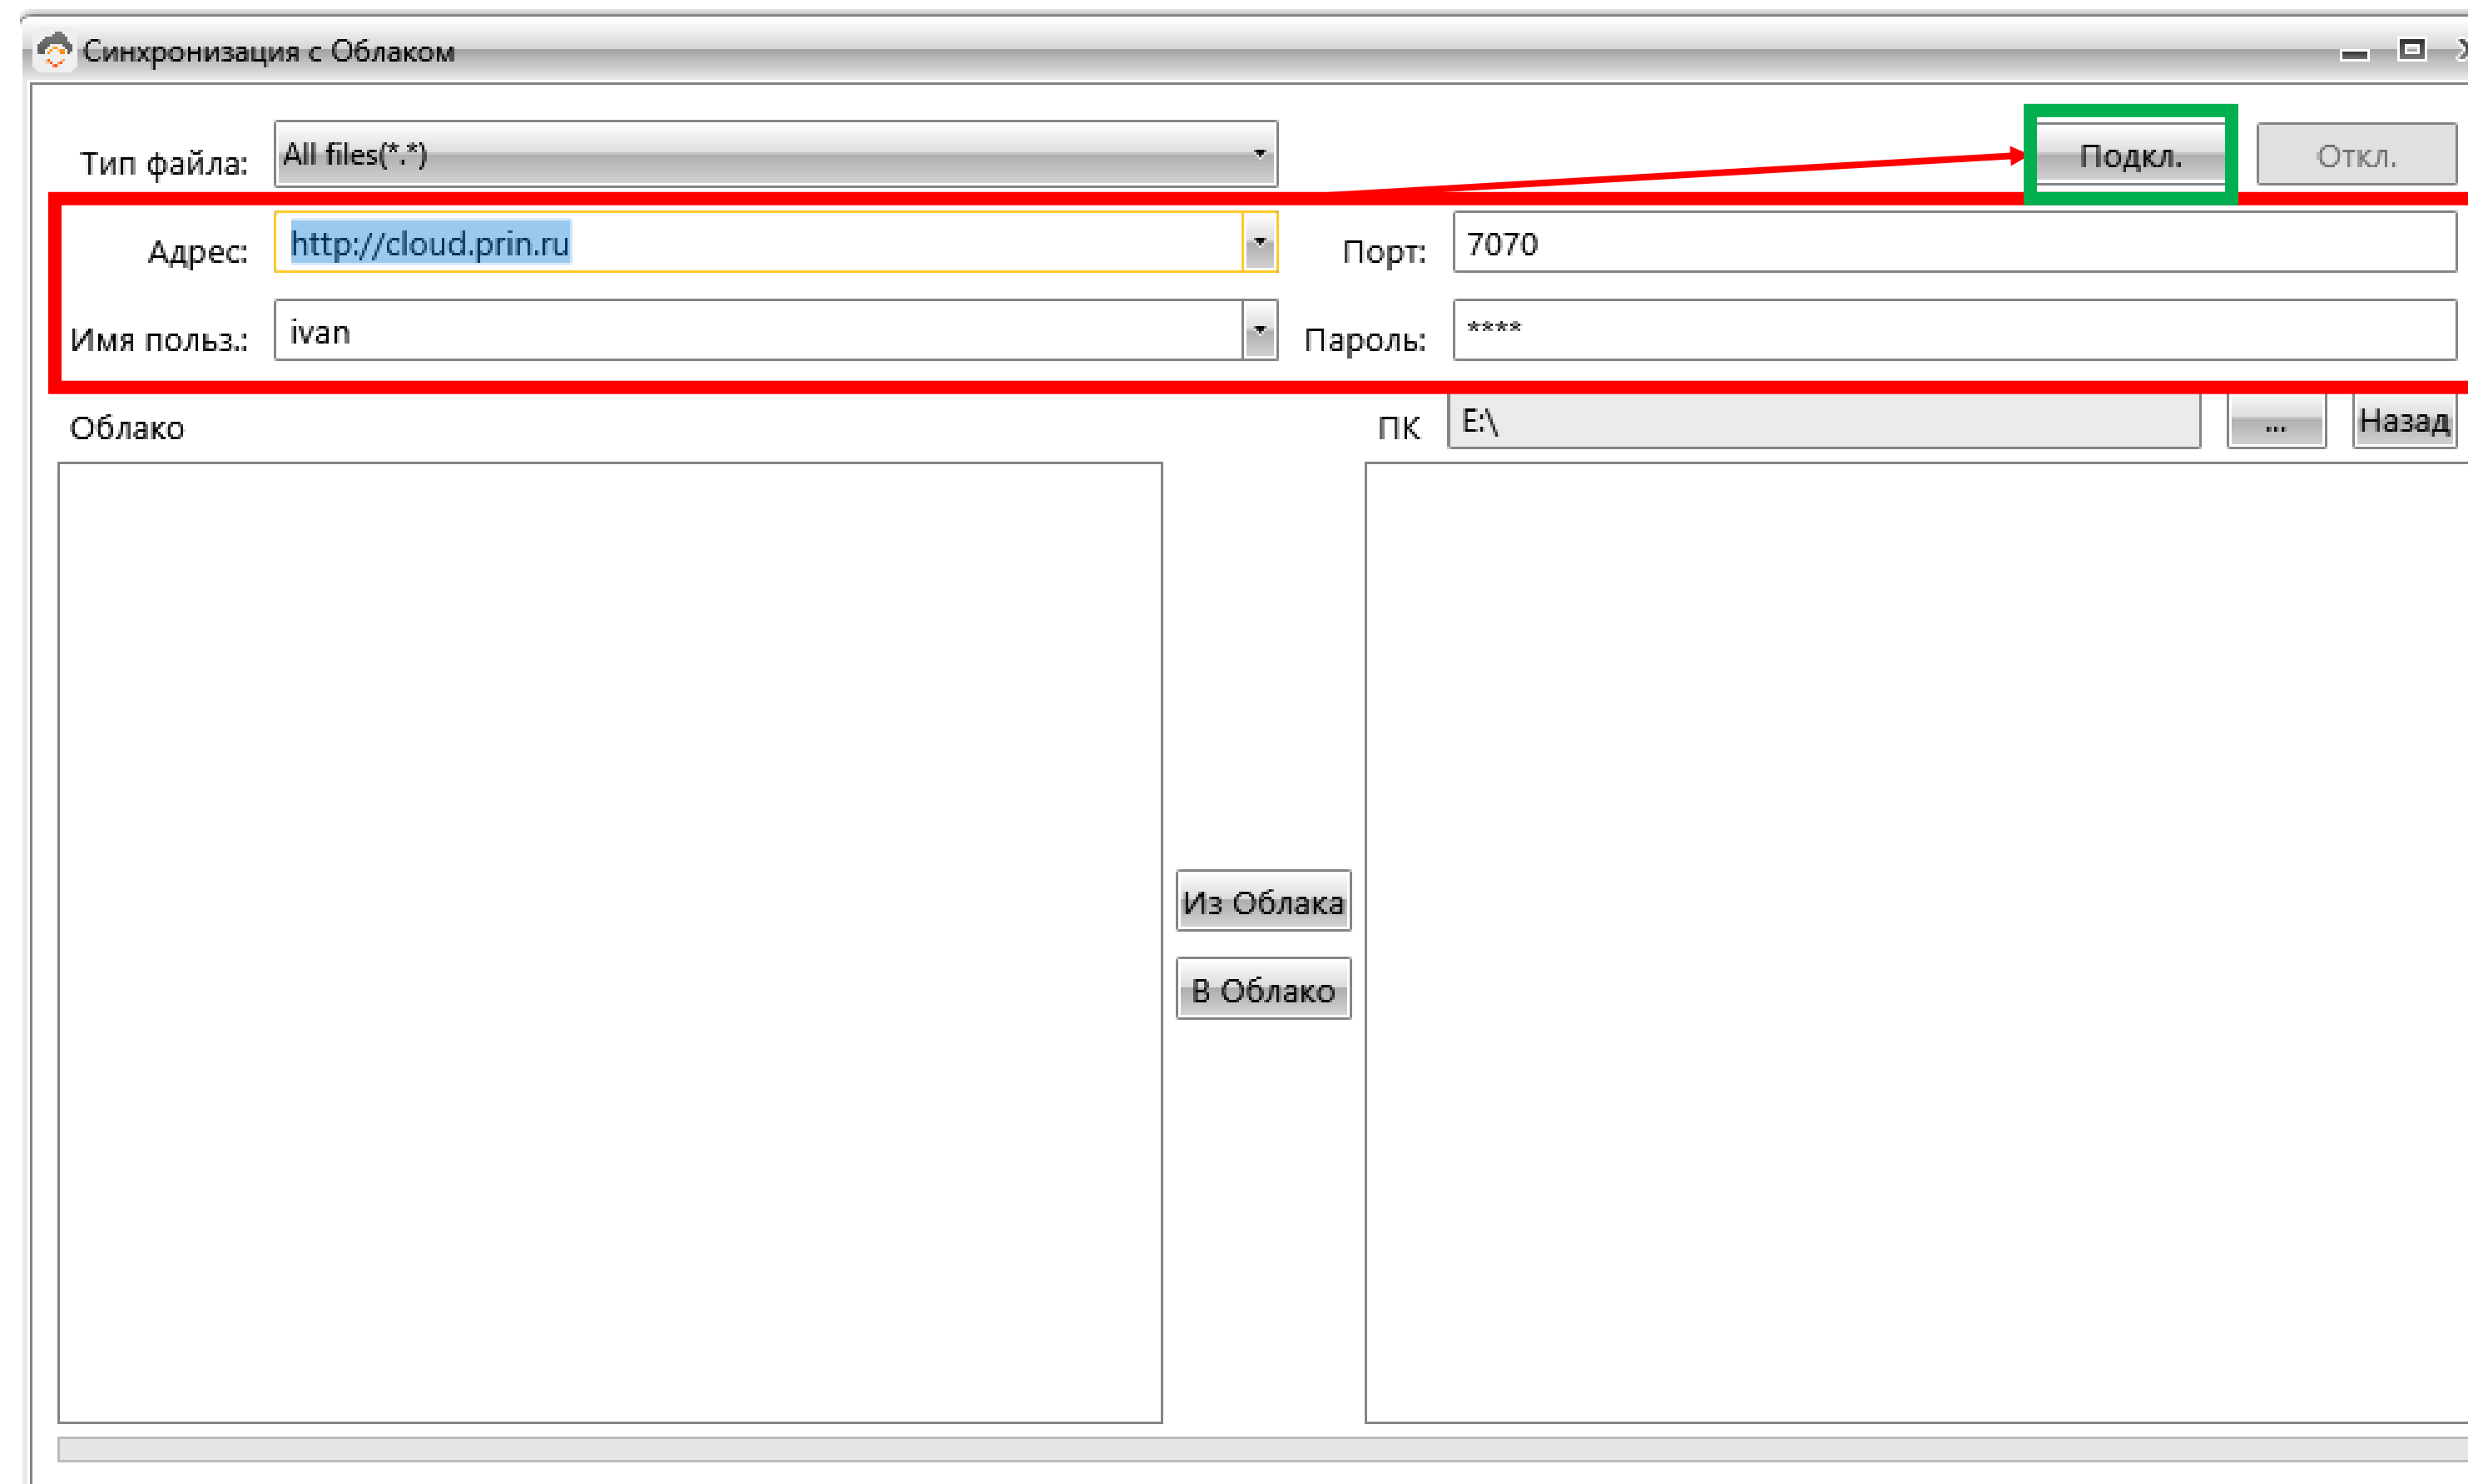 Синхронизация с Облаком
Тип файла: All files(*.*) Подкл. Откл.
Адрес: http://cloud.prin.ru Порт: 7070
Имя польз.: ivan Пароль: ****
Облако ПК E:\ ... Назад
Из Облака
В Облако